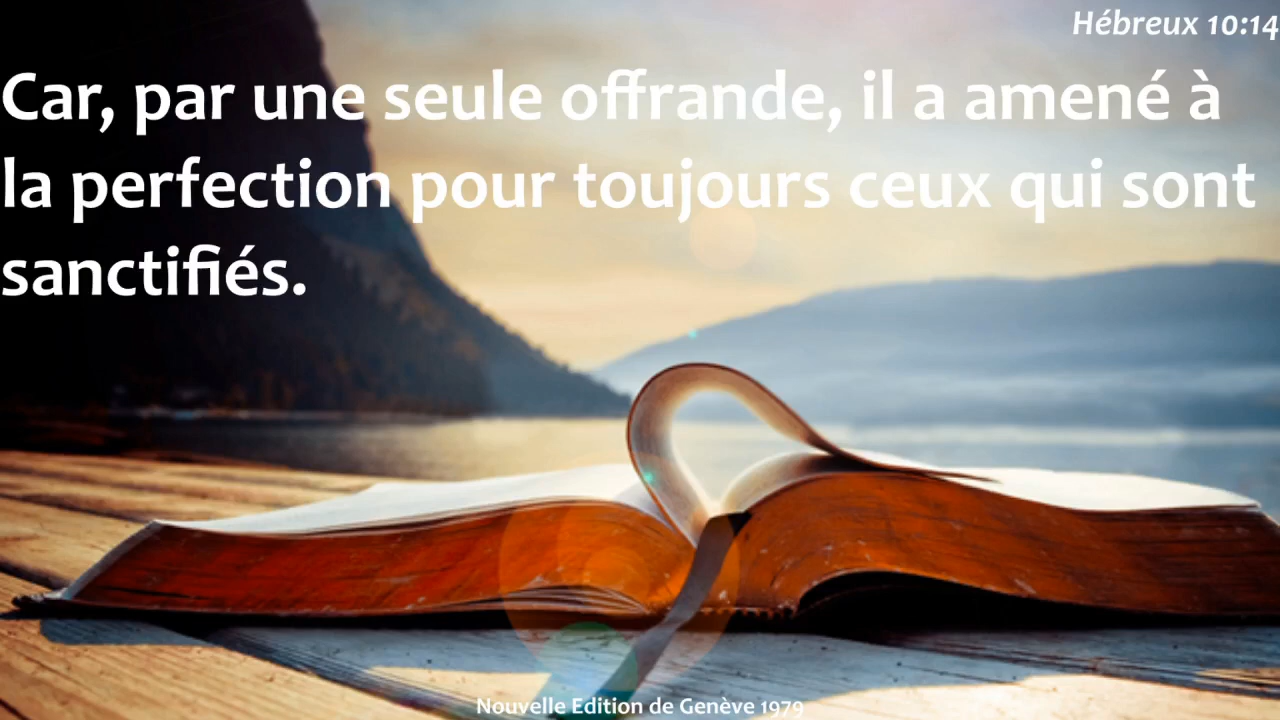 Hébreux 10:14
Car, par une seule offrande, il a amené à
la perfection pour toujours ceux qui sont
sanctifiés.
Nouvelle Edition de Genève 1979